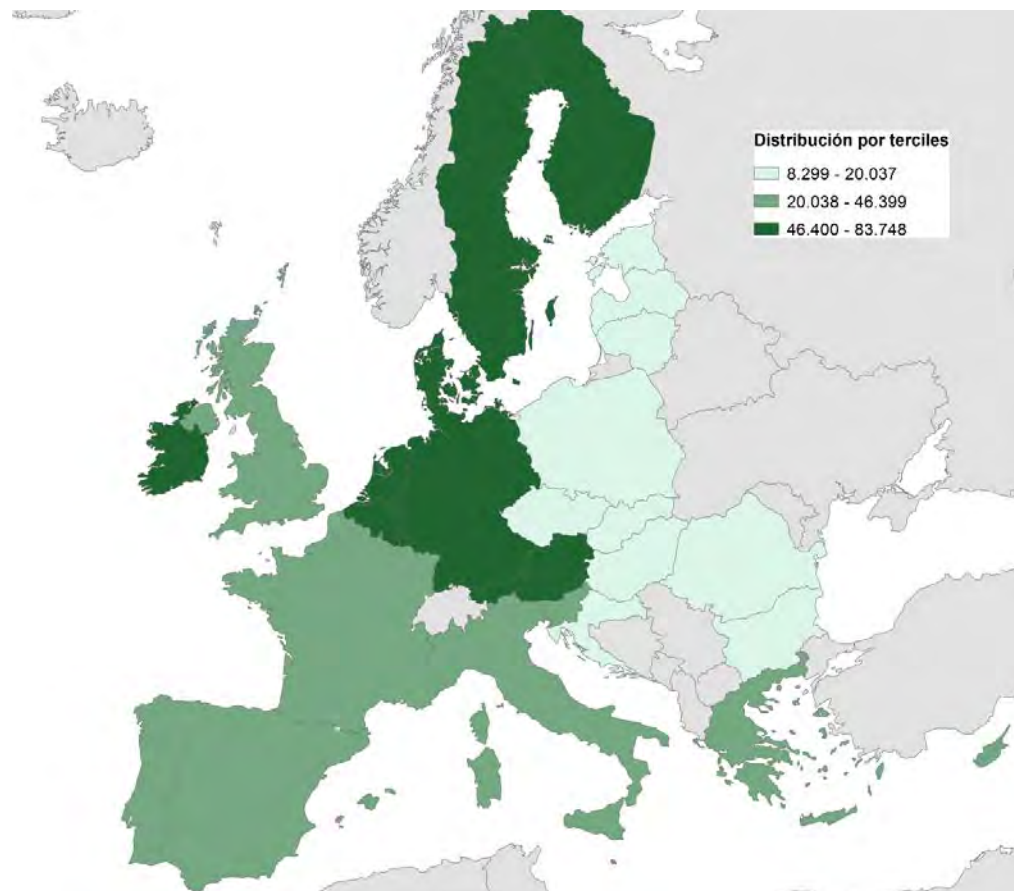 Distribución por terciles
8.299 - 20.037
20.038 - 46.399
46.400 - 83.748